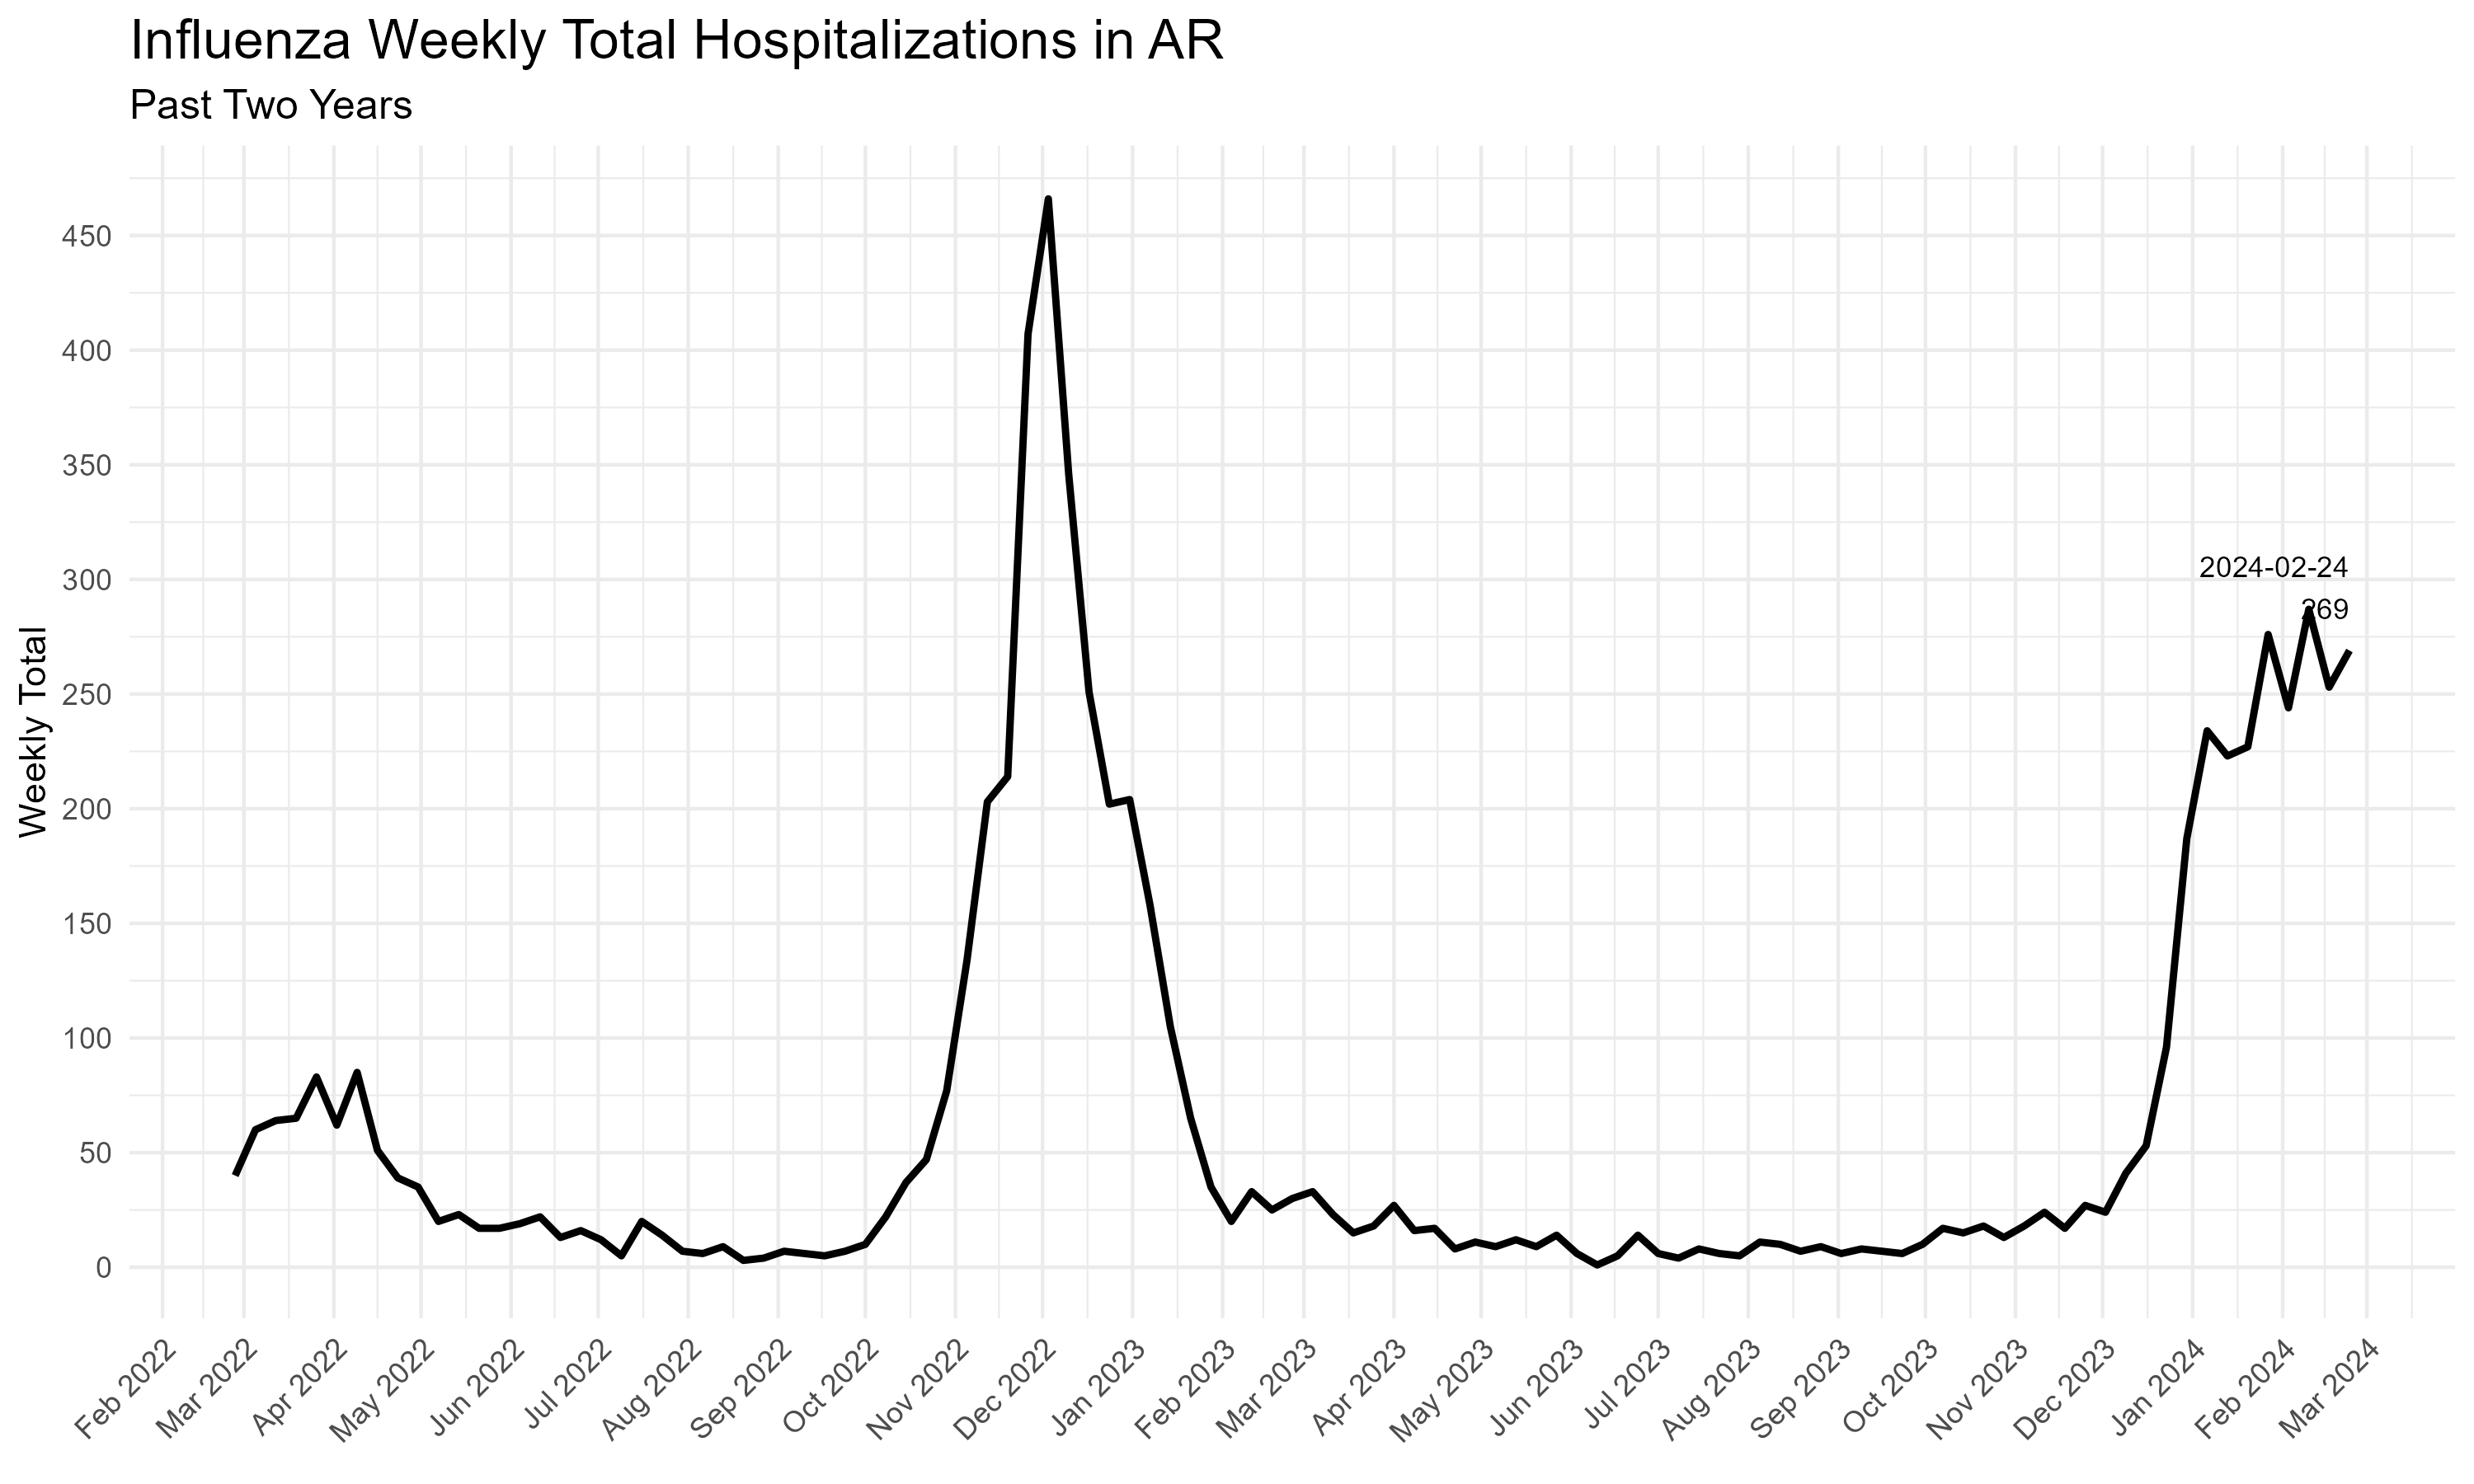 Influenza Weekly Total Hospitalizations in AR
Past Two Years
Weekly Total
450
400
350
300
250
200
150
100
50
0
2024-02-24
269
Feb 2022
Mar 2022
Apr 2022
May 2022
Jun 2022
Jul 2022
Aug 2022
Sep 2022
Oct 2022
Nov 2022
Dec 2022
Jan 2023
Feb 2023
Mar 2023
Apr 2023
May 2023
Jun 2023
Jul 2023
Aug 2023
Sep 2023
Oct 2023
Nov 2023
Dec 2023
Jan 2024
Feb 2024
Mar 2024